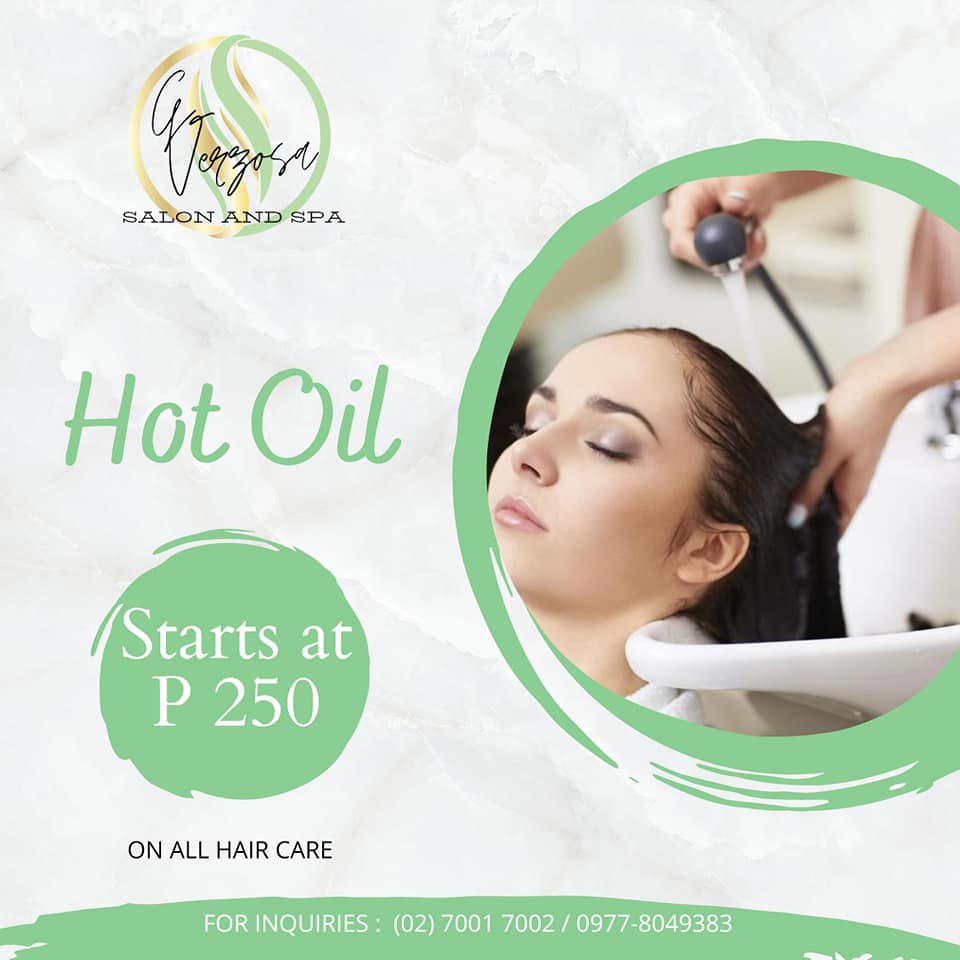 G Verzosa
SALON AND SPA
Hot Oil
Starts at
P 250
ON ALL HAIR CARE
FOR INQUIRIES : (02) 7001 7002 / 0977-8049383